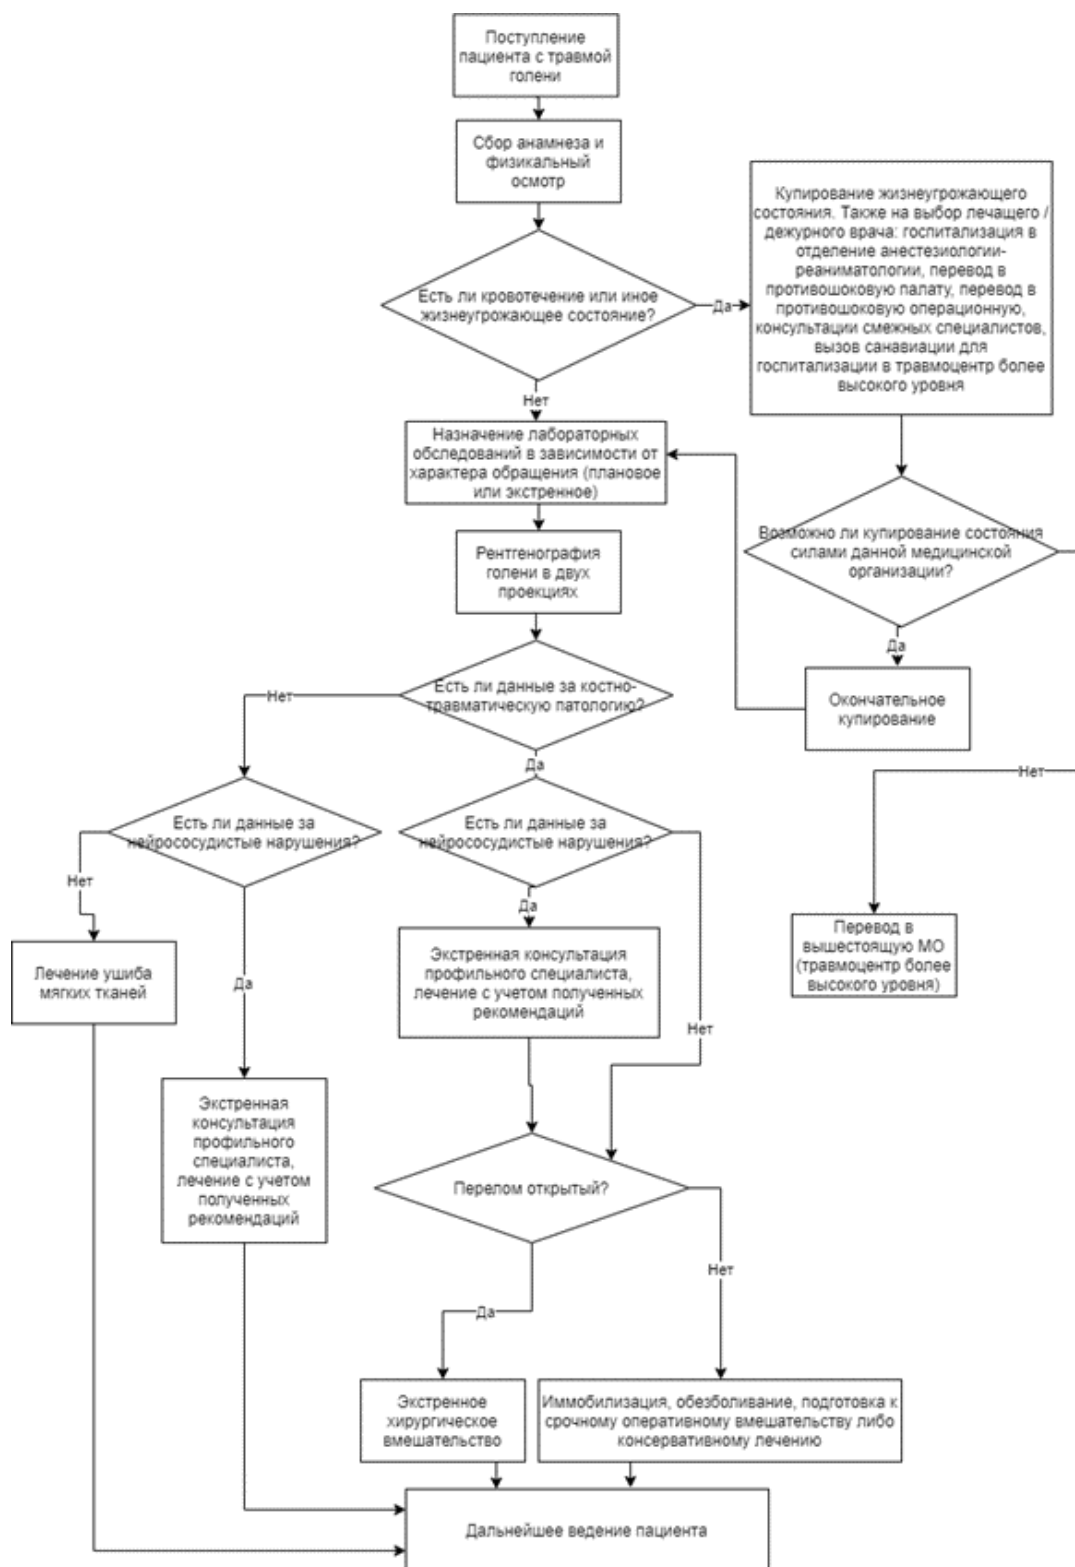 Поступление
пациента с травмой
голени
Сбор анамнеза и
физикальный
осмотр
Есть ли кровотечение или иное
жизнеугрожающее состояние?
Да
Купирование жизнеугрожающего
состояния. Также на выбор лечащего /
дежурного врача: госпитализация в
отделение анестезиологии-
реаниматологии, перевод в
противошоковую палату, перевод в
противошоковую операционную,
консультации смежных специалистов,
вызов санавиации для
госпитализации в травмоцентр более
высокого уровня
Нет
Назначение лабораторных
обследований в зависимости от
характера обращения (плановое
или экстренное)
Возможно ли купирование состояния
силами данной медицинской
организации?
Да
Окончательное
купирование
Нет
Перевод в
вышестоящую МО
(травмоцентр более
высокого уровня)
Рентгенография
голени в двух
проекциях
Есть ли данные за костно-
травматическую патологию?
Нет
Да
Есть ли данные за
нейрососудистые нарушения?
Нет
Лечение ушиба
мягких тканей
Да
Экстренная
консультация
профильного
специалиста,
лечение с учетом
полученных
рекомендаций
Есть ли данные за
нейрососудистые нарушения?
Да
Экстренная консультация
профильного специалиста,
лечение с учетом полученных
рекомендаций
Нет
Перелом открытый?
Да
Нет
Экстренное
хирургическое
вмешательство
Иммобилизация, обезболивание, подготовка к
срочному оперативному вмешательству либо
консервативному лечению
Дальнейшее ведение пациента